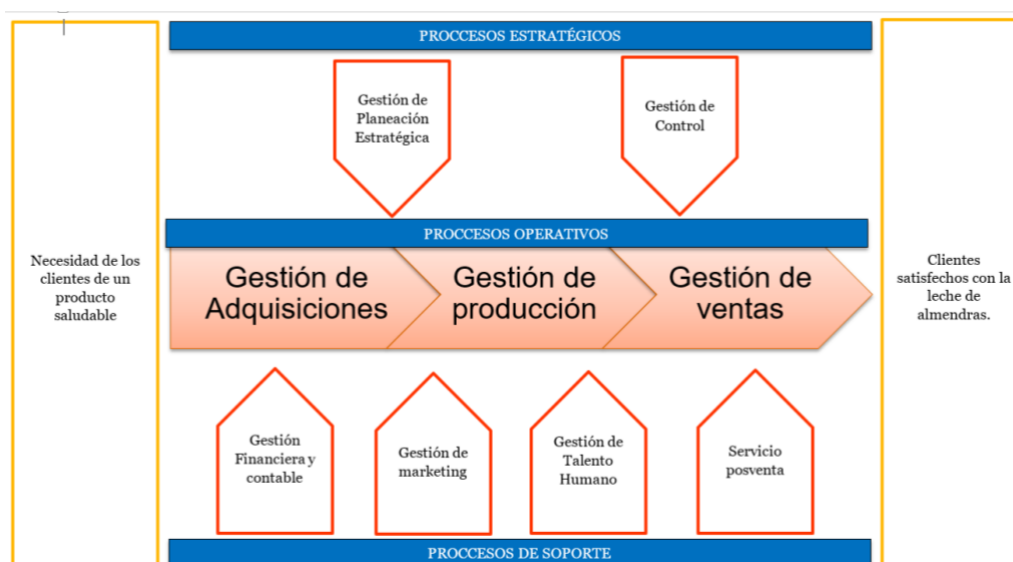 PROCCESOS ESTRATÉGICOS
Gestión de
Planeación
Estratégica
Gestión de
Control
PROCCESOS OPERATIVOS
Necesidad de los
clientes de un
producto
saludable
Gestión de
Adquisiciones
Gestión de
producción
Gestión de
ventas
Clientes
satisfechos con la
leche de
almendras.
Gestión
Financiera y
contable
Gestión de
marketing
Gestión de
Talento
Humano
Servicio
posventa
PROCCESOS DE SOPORTE